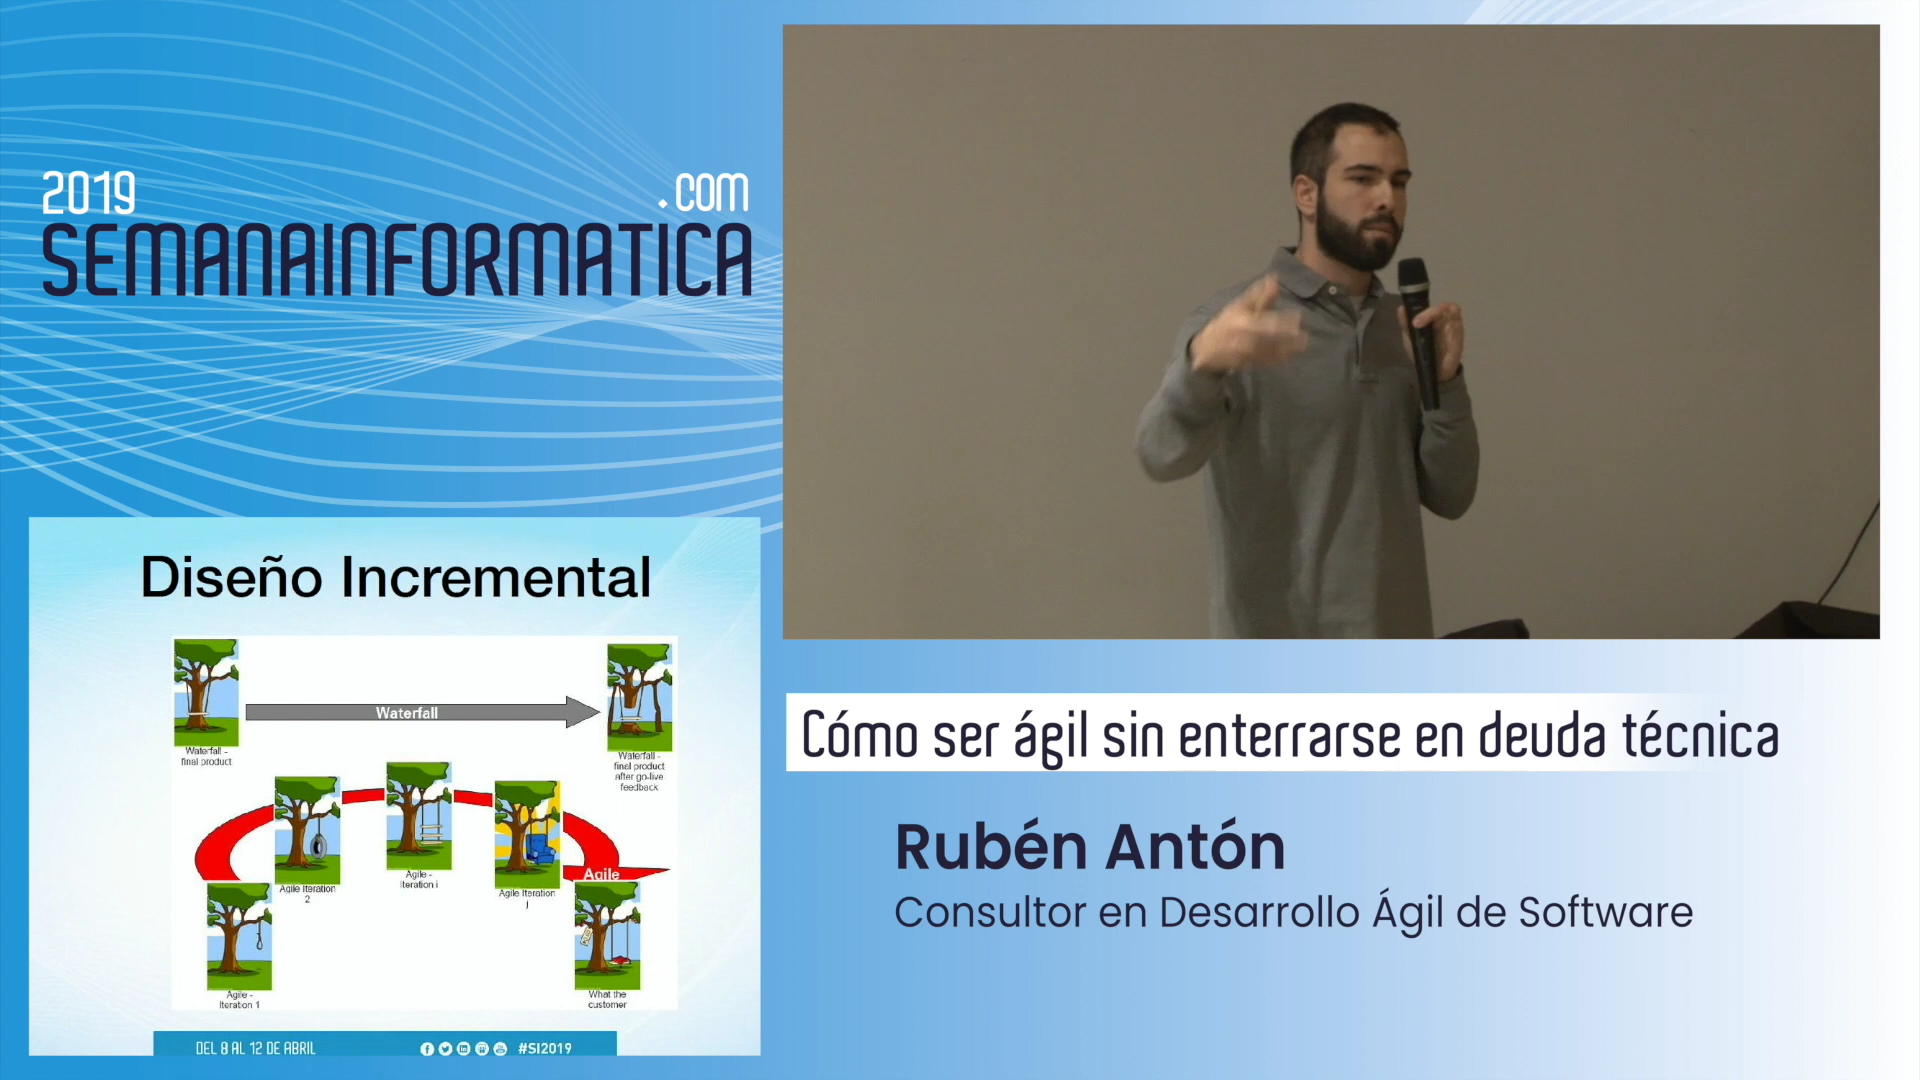 2019
.COM
SEMANAINFORMATICA
Diseño Incremental
Waterfall
Waterfall -
final product
Waterfall -
final product
after go-live
feedback
Agile Iteration
2
Agile -
Iteration i
Agile Iteration
j
Agile
Agile -
Iteration 1
What the
customer
DEL 8 AL 12 DE ABRIL
#SI2019
Cómo ser ágil sin enterrarse en deuda técnica
Rubén Antón
Consultor en Desarrollo Ágil de Software